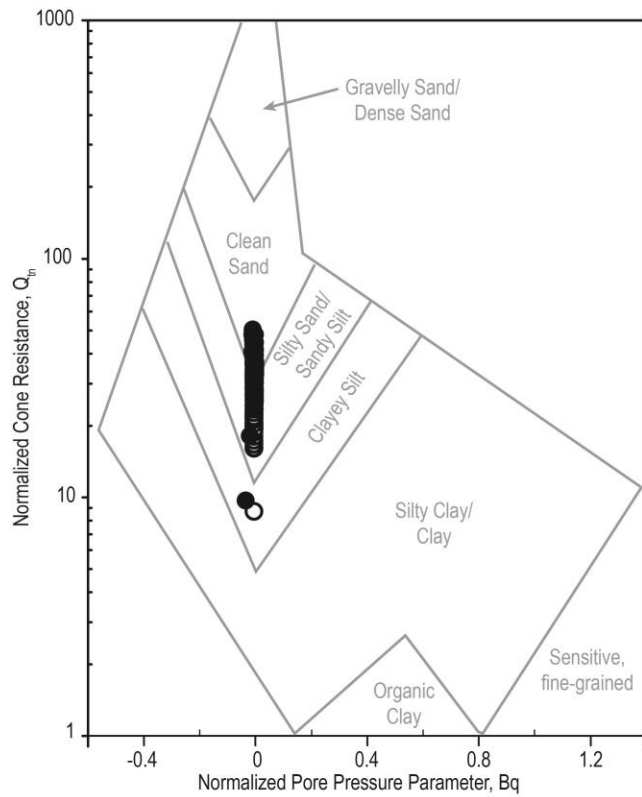 1000
Gravelly Sand/
Dense Sand
Clean
Sand
100
Silty Sand/
Sandy Silt
Clayey Silt
10
Silty Clay/
Clay
Sensitive,
fine-grained
Organic
Clay
1
-0.4 0 0.4 0.8 1.2
Normalized Pore Pressure Parameter, Bq
Normalized Cone Resistance, Qtn